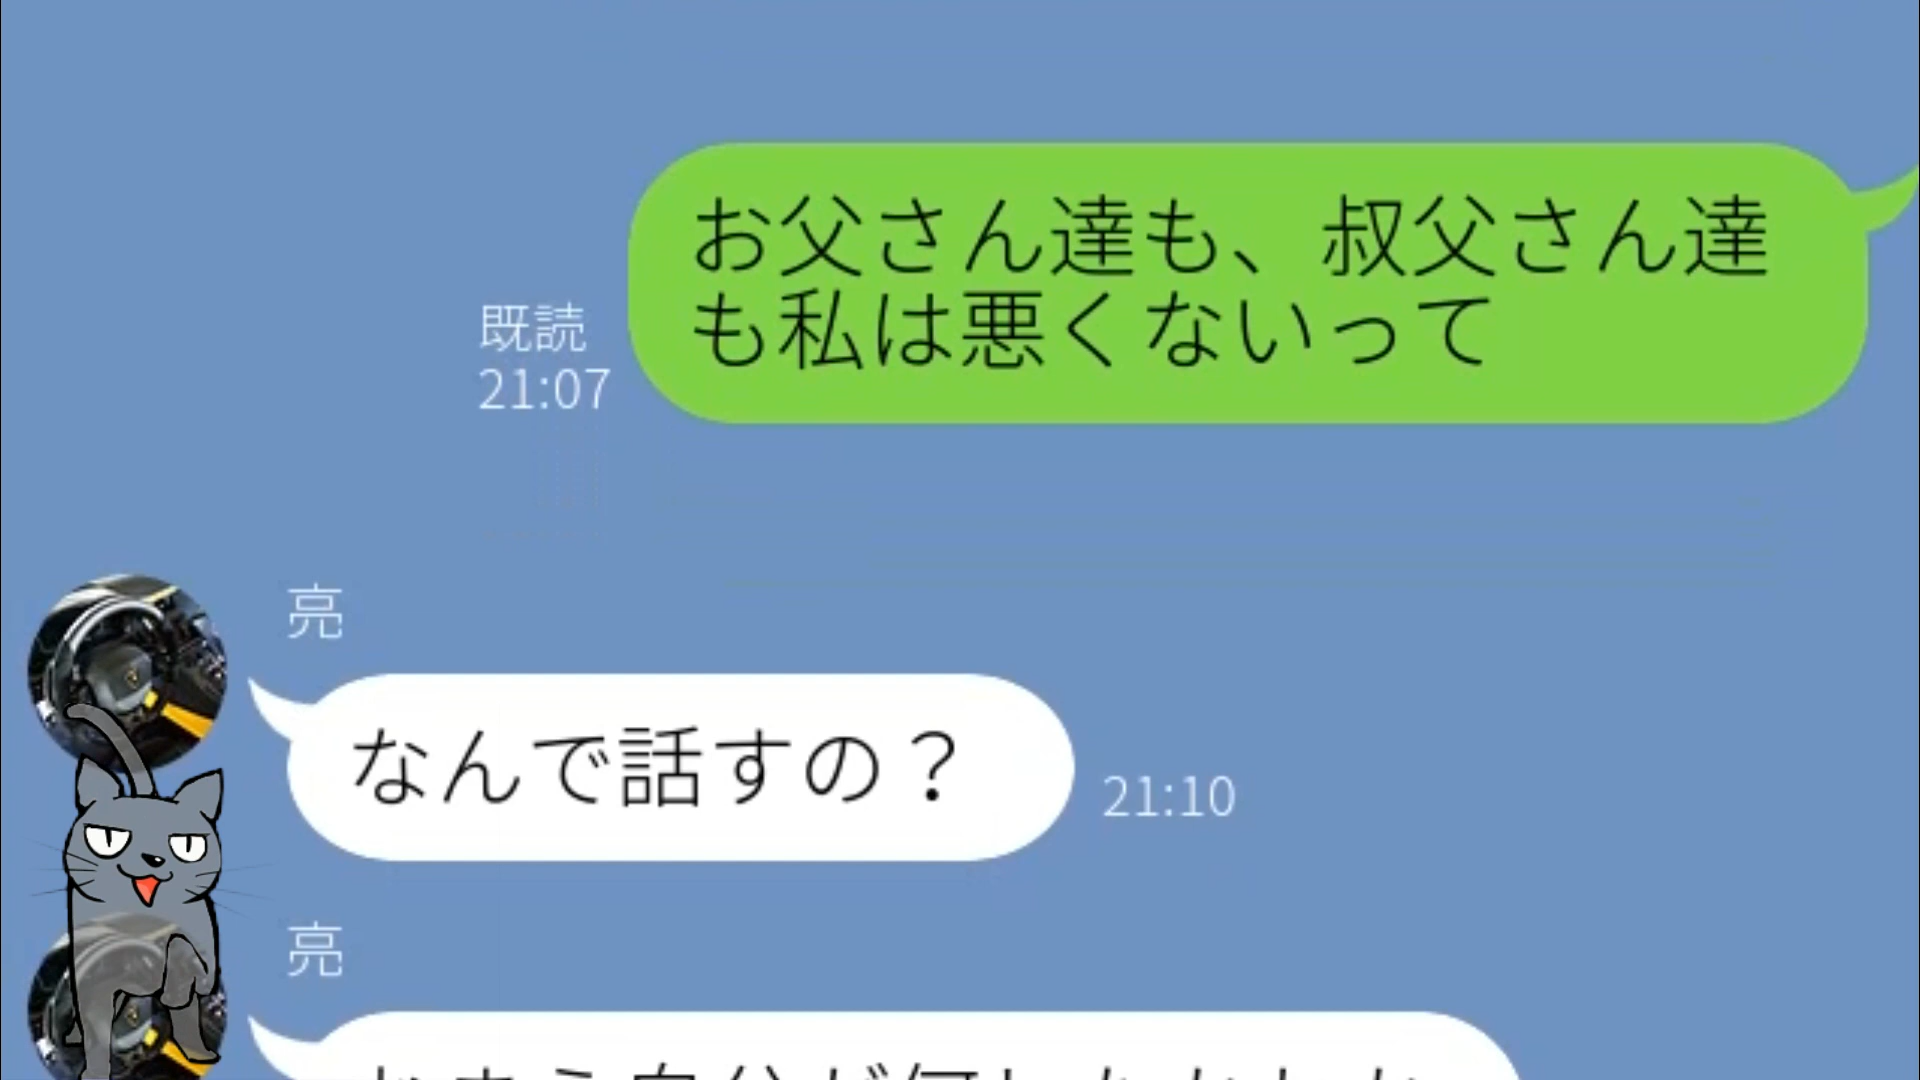 お父さん達も、叔父さん達
も私は悪くないって
既読
21:07
亮
なんで話すの？
21:10
亮